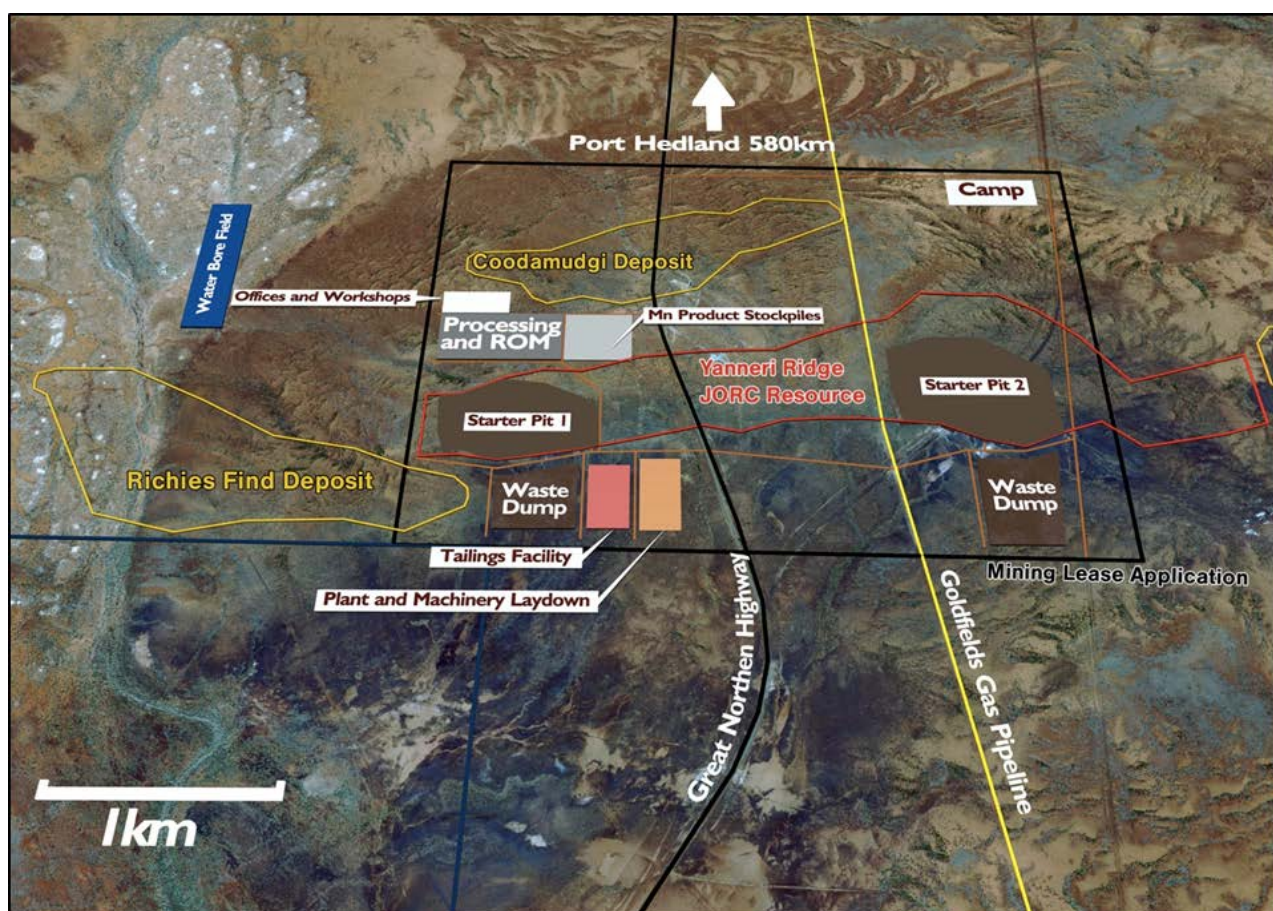 Port Hedland 580km
Camp
Water Bore Field
Coodamudgi Deposit
Offices and Workshops
Processing
and ROM
Mn Product Stockpiles
Yanneri Ridge
JORC Resource
Starter Pit 2
Starter Pit 1
Richies Find Deposit
Waste
Dump
Waste
Dump
Tailings Facility
Mining Lease Application
Plant and Machinery Laydown
Great Northen Highway
Goldfields Gas Pipeline
1km